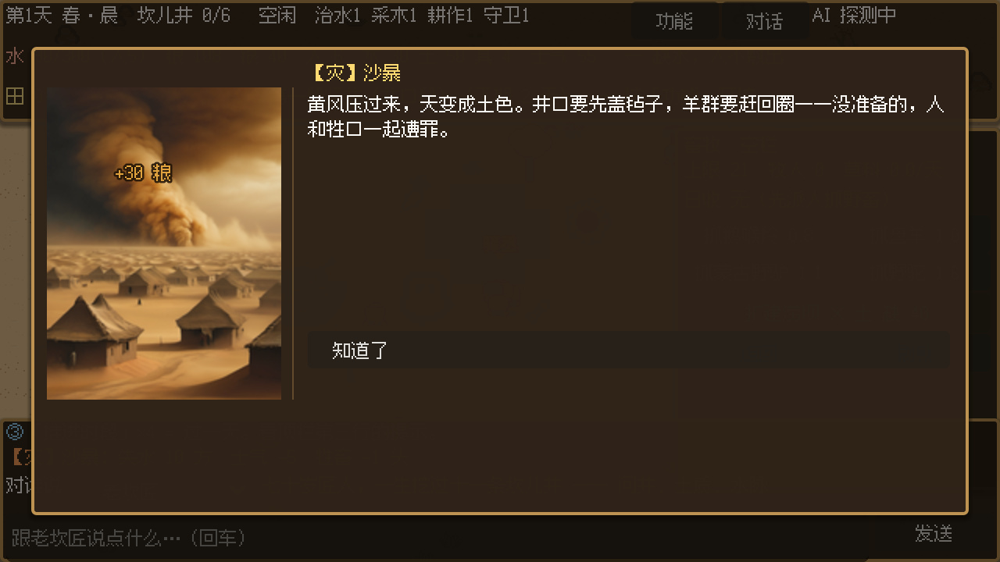 第1天 春·晨 坎儿井 0/6 空闲 治水1 采木1 耕作1 守卫1 功能 对话 AI 探测中
水
田
【灾】沙暴
黄风压过来，天变成土色。井口要先盖毡子，羊群要赶回圈——没准备的，人
和牲口一起遭罪。
+30 粮
知道了
③
【
对
跟老坎匠说点什么…（回车）
发送